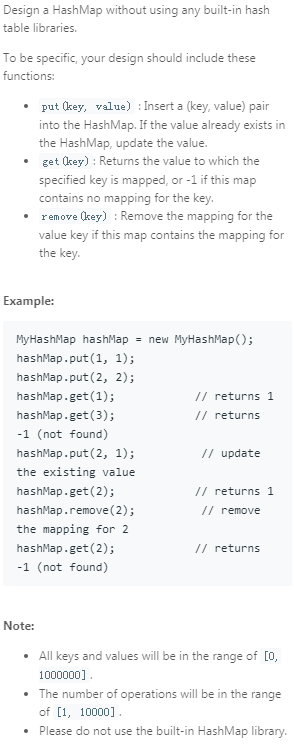 Design a HashMap without using any built-in hash
table libraries.
To be specific, your design should include these
functions:
• put(key, value) : Insert a (key, value) pair
into the HashMap. If the value already exists in
the HashMap, update the value.
• get(key) : Returns the value to which the
specified key is mapped, or -1 if this map
contains no mapping for the key.
• remove(key) : Remove the mapping for the
value key if this map contains the mapping for
the key.
Example:
MyHashMap hashMap = new MyHashMap();
hashMap.put(1, 1);
hashMap.put(2, 2);
hashMap.get(1);            // returns 1
hashMap.get(3);            // returns
-1 (not found)
hashMap.put(2, 1);          // update
the existing value
hashMap.get(2);            // returns 1
hashMap.remove(2);          // remove
the mapping for 2
hashMap.get(2);            // returns
-1 (not found)
Note:
• All keys and values will be in the range of [0,
1000000] .
• The number of operations will be in the range
of [1, 10000] .
• Please do not use the built-in HashMap library.